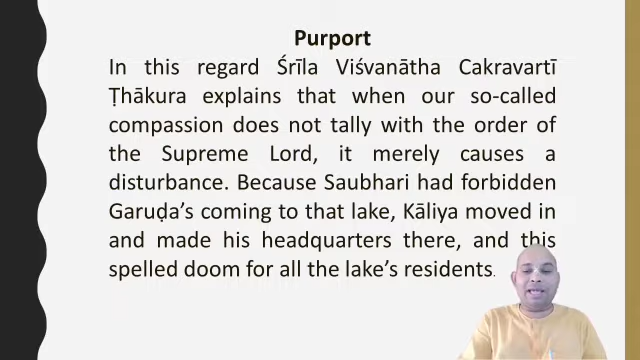 Purport
In this regard Śrīla Viśvanātha Cakravartī
Ṭhākura explains that when our so-called
compassion does not tally with the order of
the Supreme Lord, it merely causes a
disturbance. Because Saubhari had forbidden
Garuḍa’s coming to that lake, Kāliya moved in
and made his headquarters there, and this
spelled doom for all the lake’s residents.